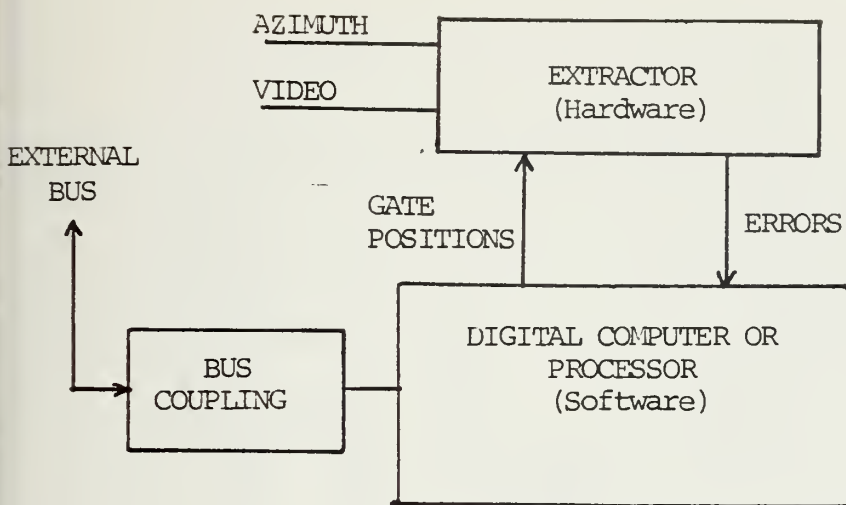 AZIMUTH
VIDEO
EXTRACTOR
(Hardware)
EXTERNAL
BUS
GATE
POSITIONS
ERRORS
BUS
COUPLING
DIGITAL COMPUTER OR
PROCESSOR
(Software)